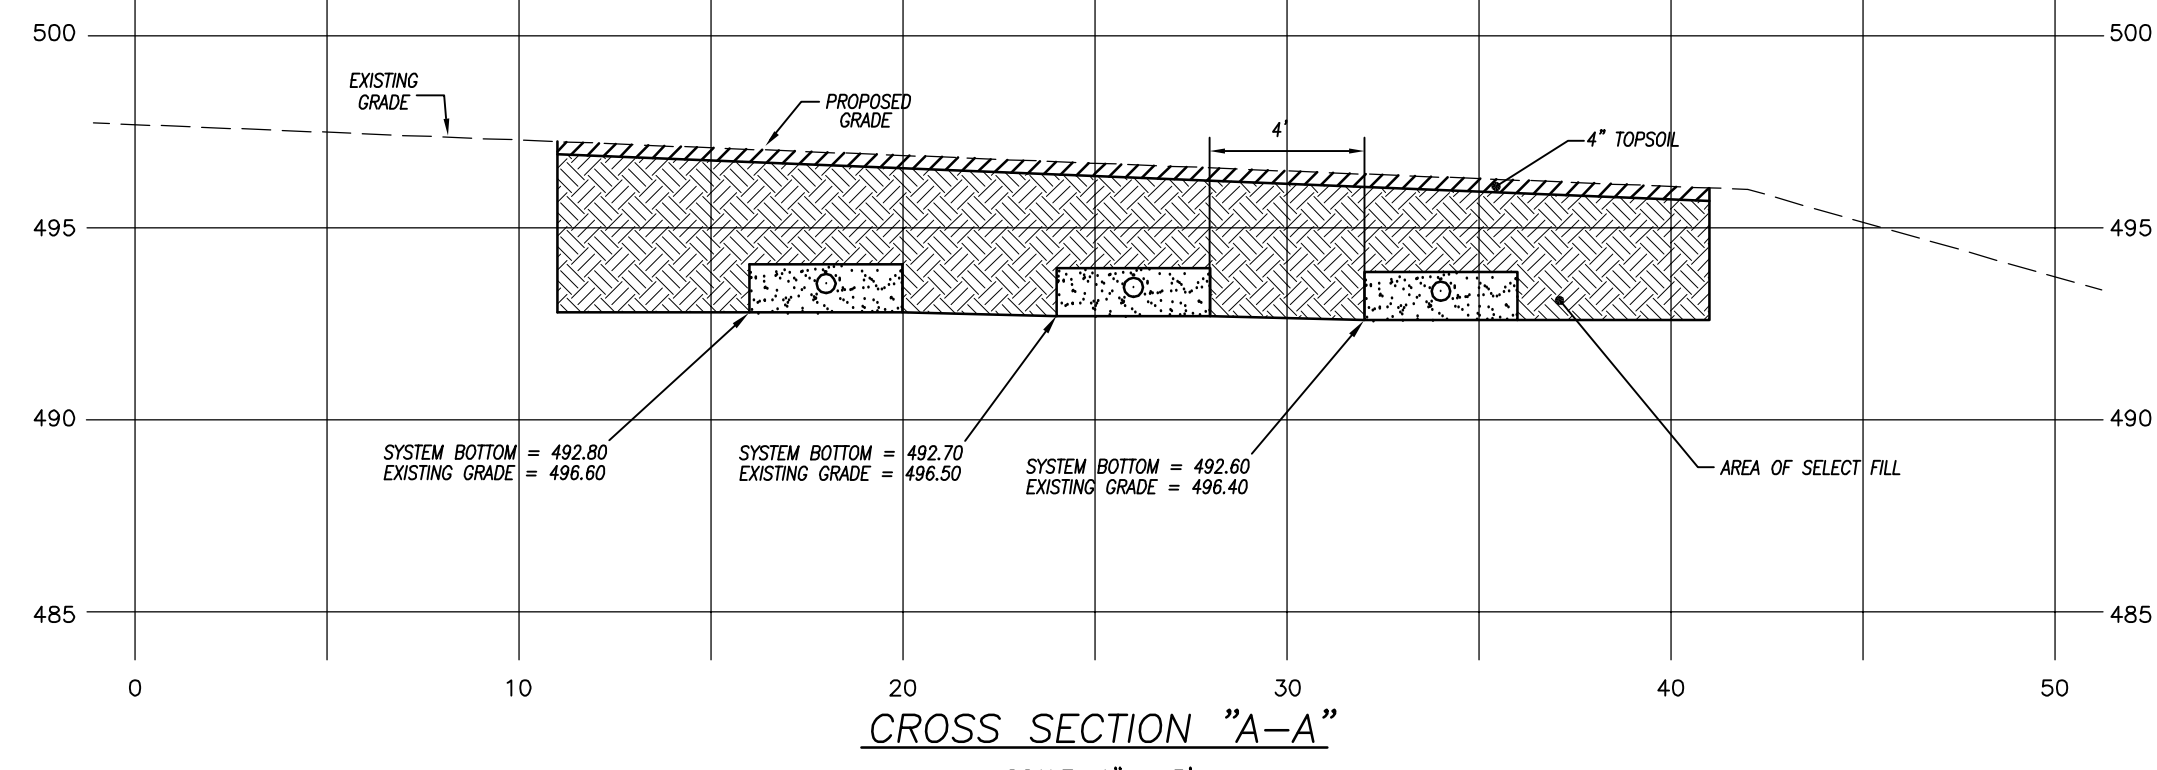 500
500
EXISTING
GRADE
PROPOSED
GRADE
4'
4" TOPSOIL
495
495
490
490
SYSTEM BOTTOM = 492.80
EXISTING GRADE = 496.60
SYSTEM BOTTOM = 492.70
EXISTING GRADE = 496.50
SYSTEM BOTTOM = 492.60
EXISTING GRADE = 496.40
AREA OF SELECT FILL
485
485
0
10
20
30
40
50
CROSS SECTION "A-A"